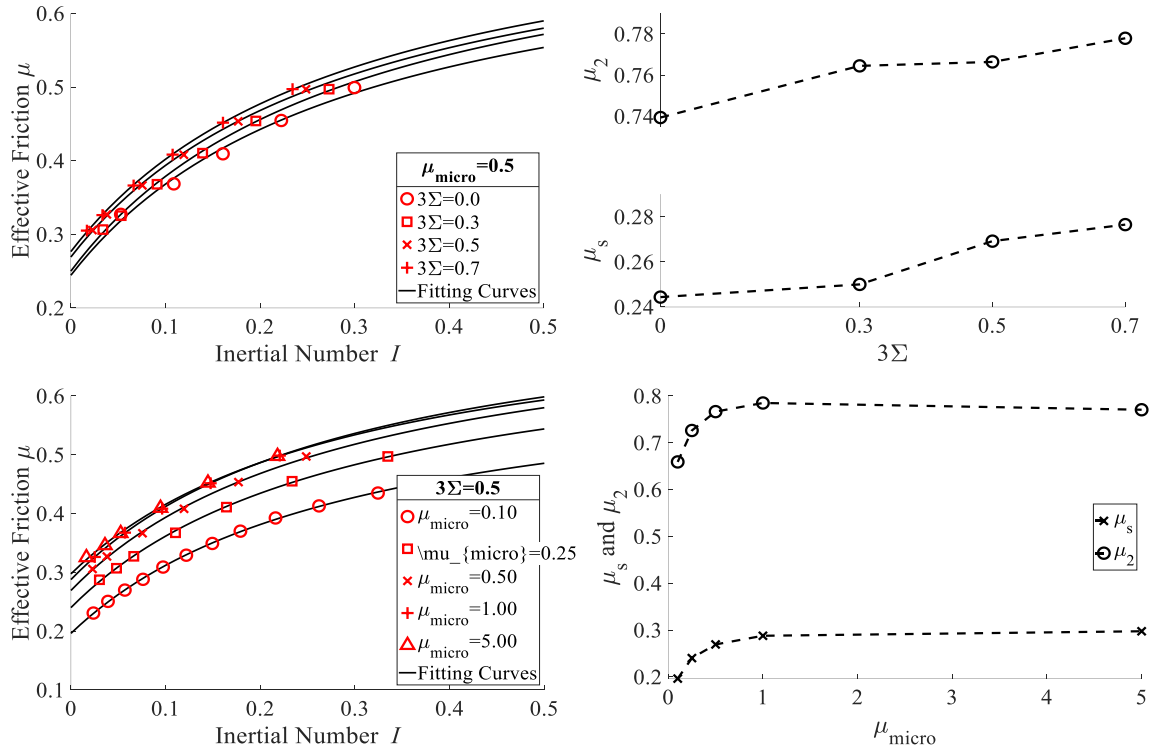 0.6
0.5
0.4
0.3
0.2
0
0.1
0.2
0.3
0.4
0.5
Effective Friction μ
Inertial Number I
μmicro=0.5
3Σ=0.0
3Σ=0.3
3Σ=0.5
3Σ=0.7
Fitting Curves
0.78
0.76
0.74
μ2
0.28
0.26
0.24
μs
0
0.3
0.5
0.7
3Σ
0.6
0.5
0.4
0.3
0.2
0.1
0
0.1
0.2
0.3
0.4
0.5
Effective Friction μ
Inertial Number I
3Σ=0.5
μmicro=0.10
\mu_{micro}=0.25
μmicro=0.50
μmicro=1.00
μmicro=5.00
Fitting Curves
0.8
0.7
0.6
0.5
0.4
0.3
0.2
μs and μ2
μs
μ2
0
1
2
3
4
5
μmicro